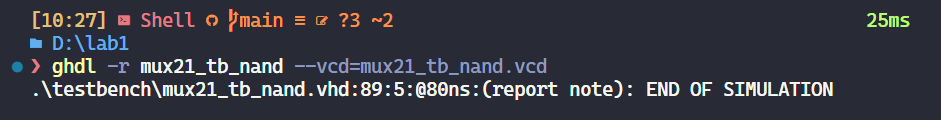 [10:27] Shell main ≡ ?3 ~2 25ms
D:\lab1
❯ ghdl -r mux21_tb_nand --vcd=mux21_tb_nand.vcd
.\testbench\mux21_tb_nand.vhd:89:5:@80ns:(report note): END OF SIMULATION